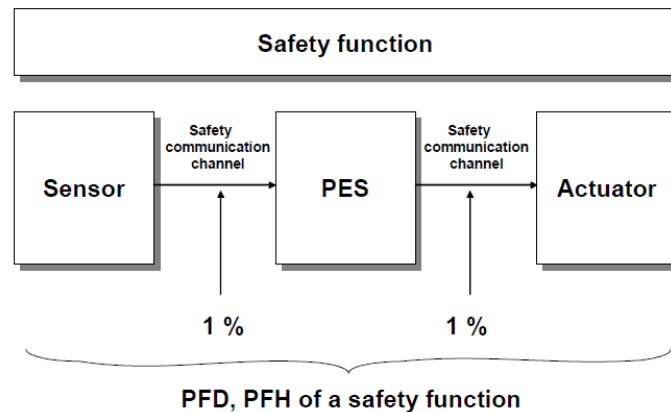 Safety function
Safety
communication
channel
Safety
communication
channel
Sensor
PES
Actuator
1 %
1 %
PFD, PFH of a safety function